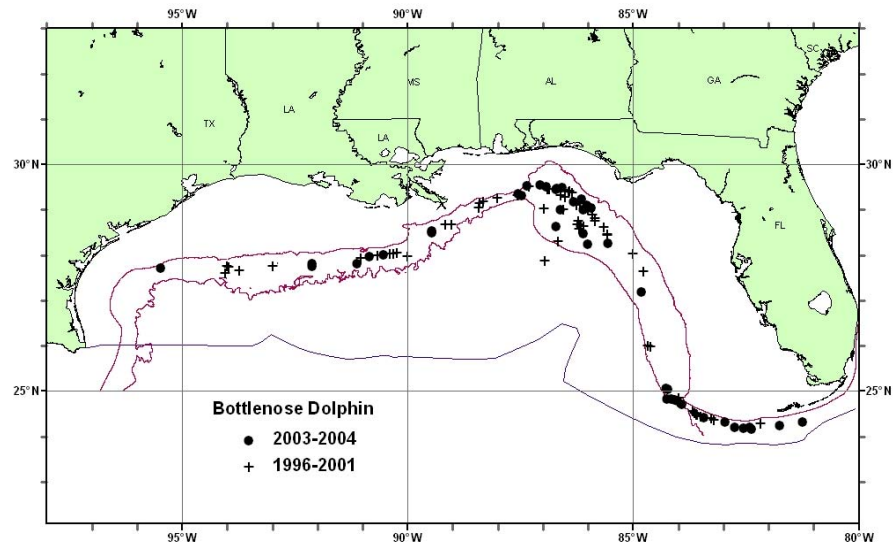 95°W 90°W 85°W 80°W
SC
MS AL GA
LA
TX
LA
30°N 30°N
FL
25°N 25°N
Bottlenose Dolphin
2003-2004
1996-2001
95°W 90°W 85°W 80°W